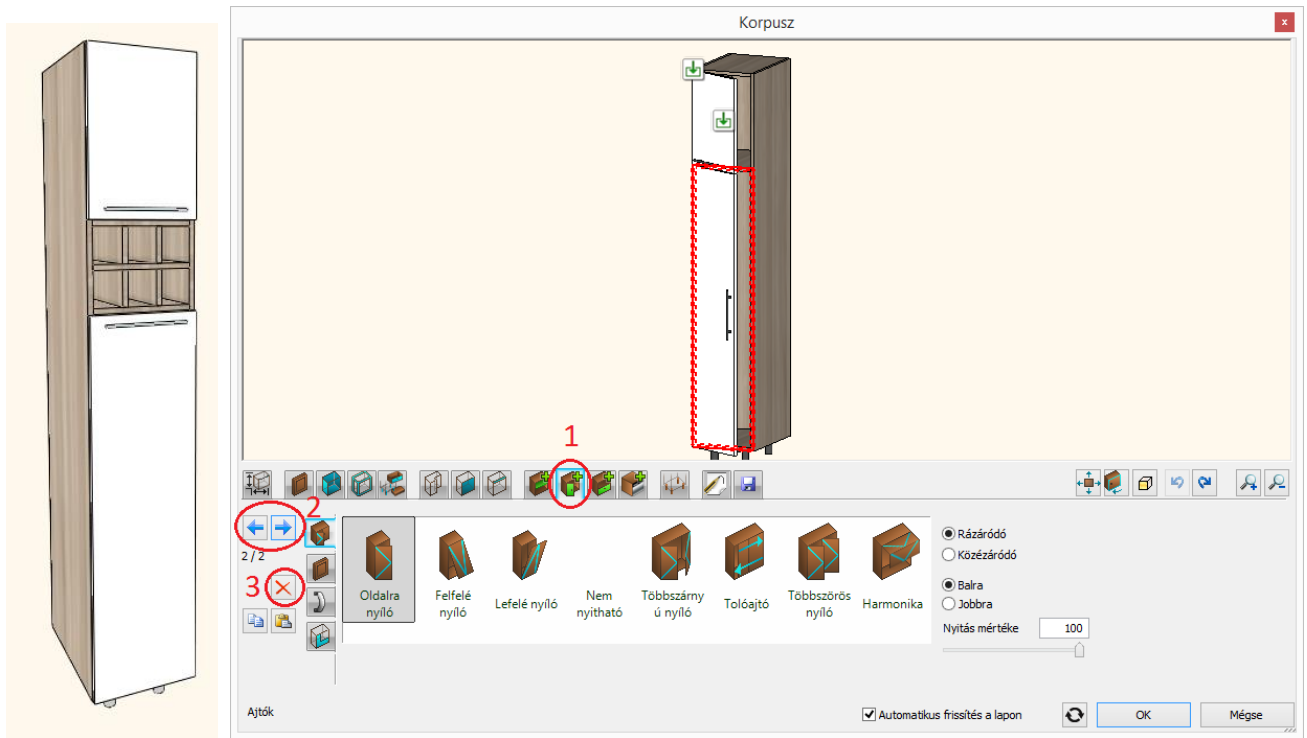 Korpusz
x
1
2
2 / 2
3
Oldalra
nyíló
Felfelé
nyíló
Lefelé nyíló
Nem
nyitható
Többszárny
ú nyíló
Tolóajtó
Többszörös
nyíló
Harmonika
Rázáródó
Közézáródó
Balra
Jobbra
Nyitás mértéke
100
Ajtók
Automatikus frissítés a lapon
OK
Mégse